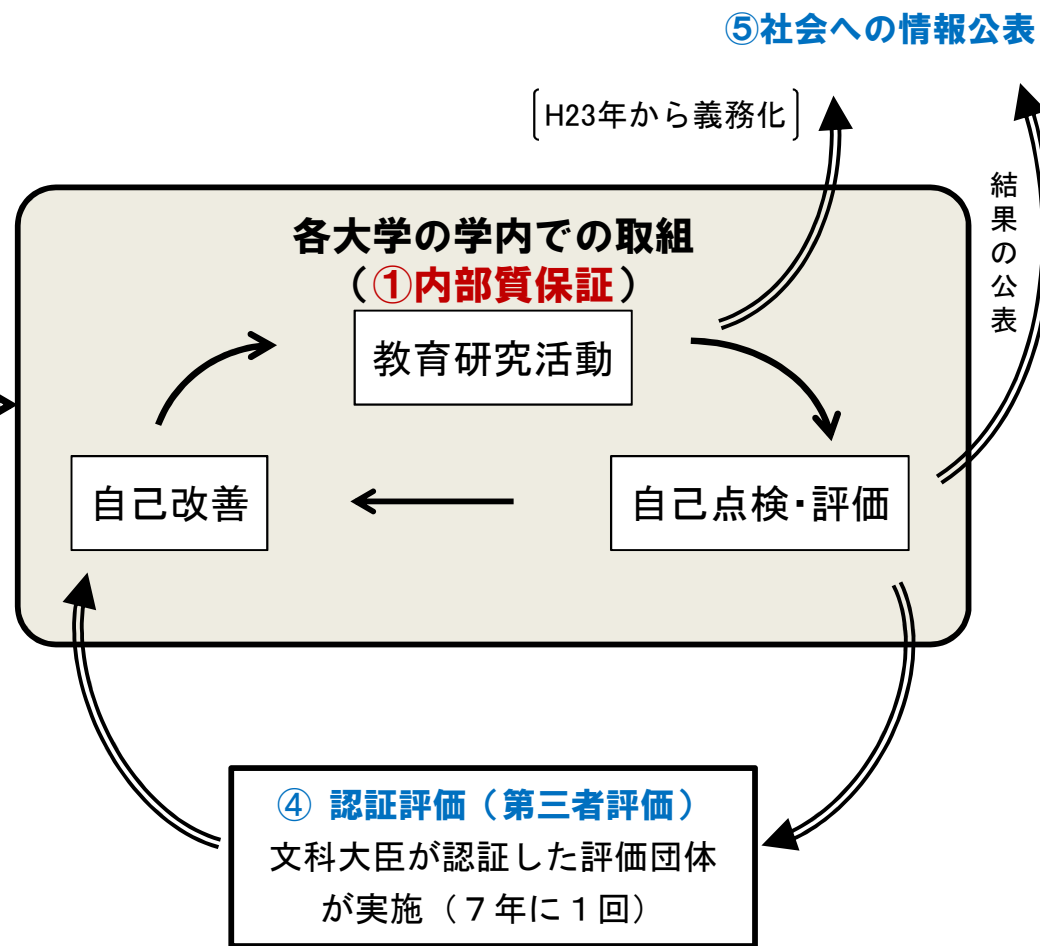 ⑤社会への情報公表
[H23年から義務化]
結果の公表
各大学の学内での取組
（①内部質保証）
教育研究活動
自己改善
自己点検・評価
④ 認証評価（第三者評価）
文科大臣が認証した評価団体
が実施（７年に１回）